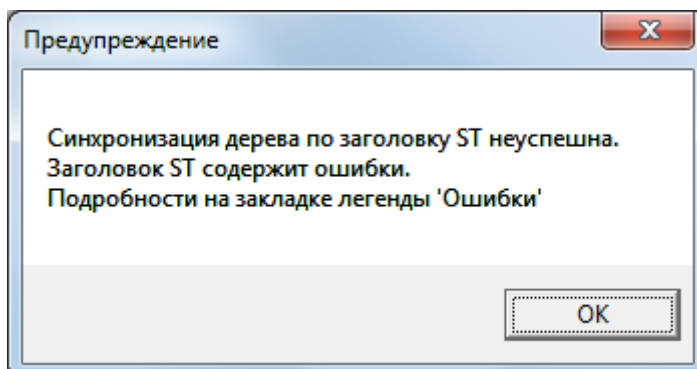 Предупреждение
Синхронизация дерева по заголовку ST неуспешна.
Заголовок ST содержит ошибки.
Подробности на закладке легенды 'Ошибки'
OK